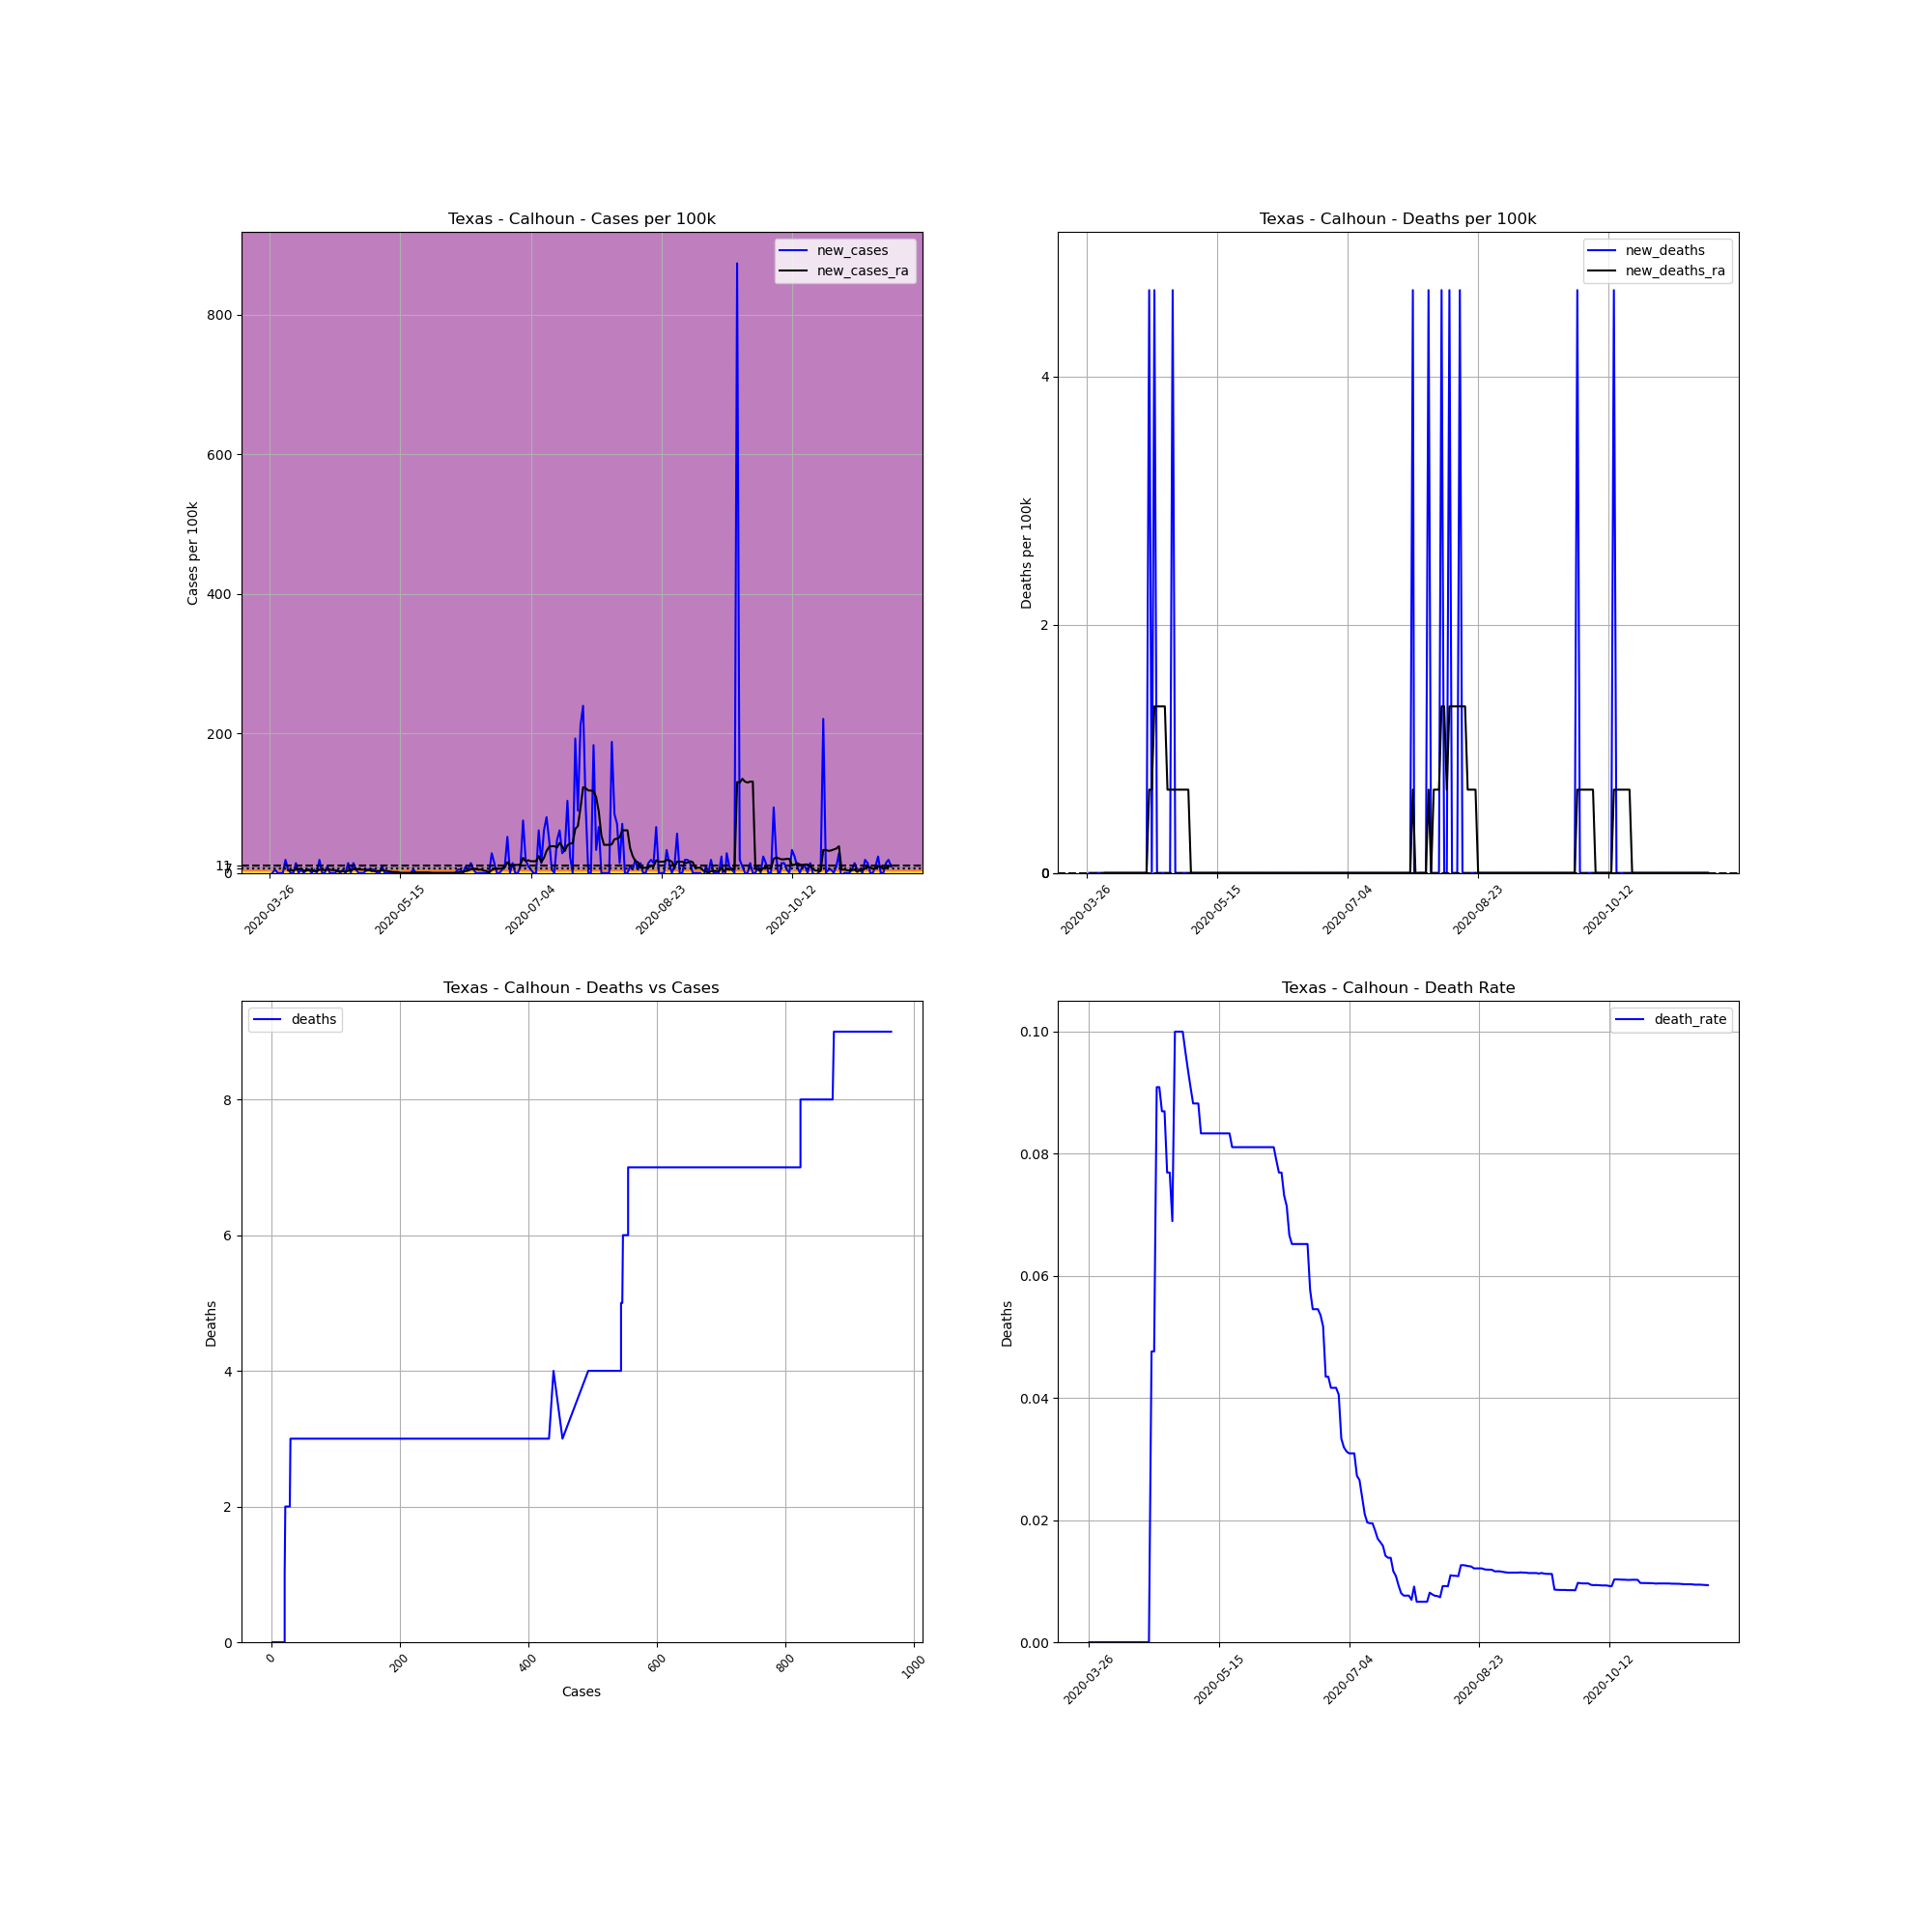 Texas - Calhoun - Cases per 100k
new_cases
new_cases_ra
Cases per 100k
800
600
400
200
11
0
2020-03-26
2020-05-15
2020-07-04
2020-08-23
2020-10-12
Texas - Calhoun - Deaths per 100k
new_deaths
new_deaths_ra
Deaths per 100k
4
2
0
2020-03-26
2020-05-15
2020-07-04
2020-08-23
2020-10-12
Texas - Calhoun - Deaths vs Cases
deaths
Deaths
8
6
4
2
0
0
200
400
600
800
1000
Cases
Texas - Calhoun - Death Rate
death_rate
Deaths
0.10
0.08
0.06
0.04
0.02
0.00
2020-03-26
2020-05-15
2020-07-04
2020-08-23
2020-10-12